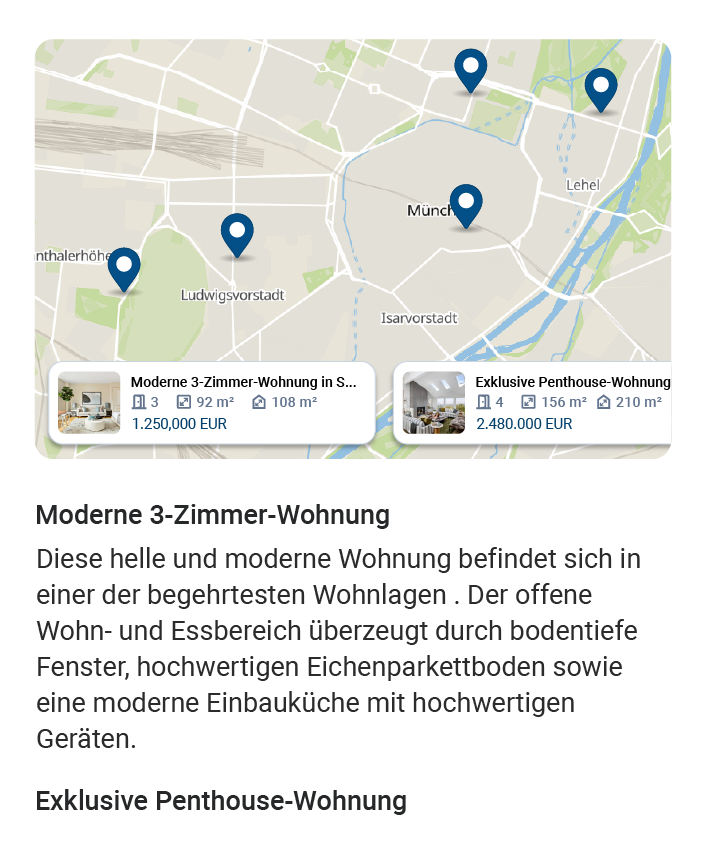 Lehel
Münch
nthalerhöhe
Ludwigsvorstadt
Isarvorstadt
Moderne 3-Zimmer-Wohnung in S...
3 92 m² 108 m²
1.250,000 EUR
Exklusive Penthouse-Wohnung
4 156 m² 210 m²
2.480.000 EUR
Moderne 3-Zimmer-Wohnung
Diese helle und moderne Wohnung befindet sich in
einer der begehrtesten Wohnlagen . Der offene
Wohn- und Essbereich überzeugt durch bodentiefe
Fenster, hochwertigen Eichenparkettboden sowie
eine moderne Einbauküche mit hochwertigen
Geräten.
Exklusive Penthouse-Wohnung